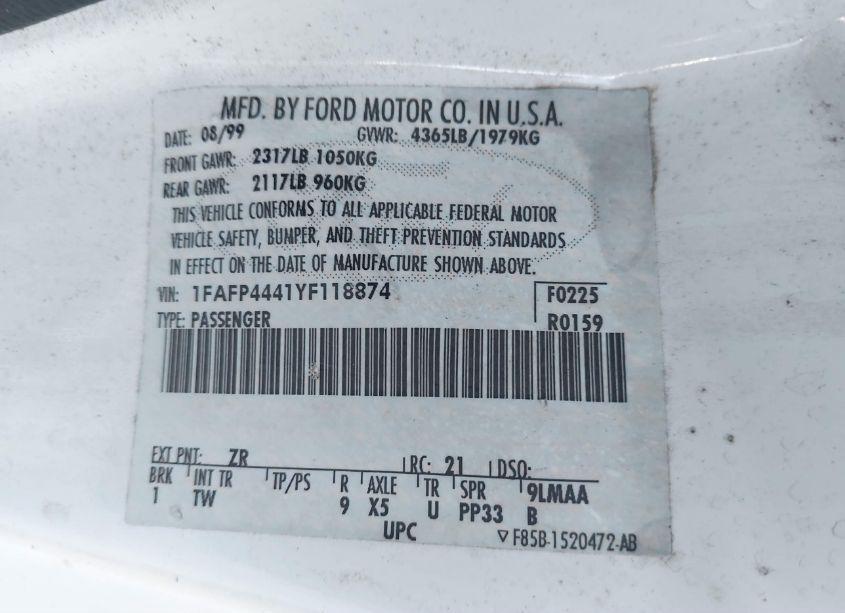 MFD. BY FORD MOTOR CO. IN U.S.A.
DATE: 08/99 GVWR: 4365LB/1979KG
FRONT GAWR: 2317LB 1050KG
REAR GAWR: 2117LB 960KG
THIS VEHICLE CONFORMS TO ALL APPLICABLE FEDERAL MOTOR
VEHICLE SAFETY, BUMPER, AND THEFT PREVENTION STANDARDS
IN EFFECT ON THE DATE OF MANUFACTURE SHOWN ABOVE.
VIN: 1FAFP4441YF118874 F0225
TYPE: PASSENGER R0159
EXT PNT: ZR RC: 21 DSO:
BRK INT TR TP/PS R AXLE TR SPR 9LMAA
1 TW 9 X5 U PP33 B
UPC ▽F85B-1520472-AB